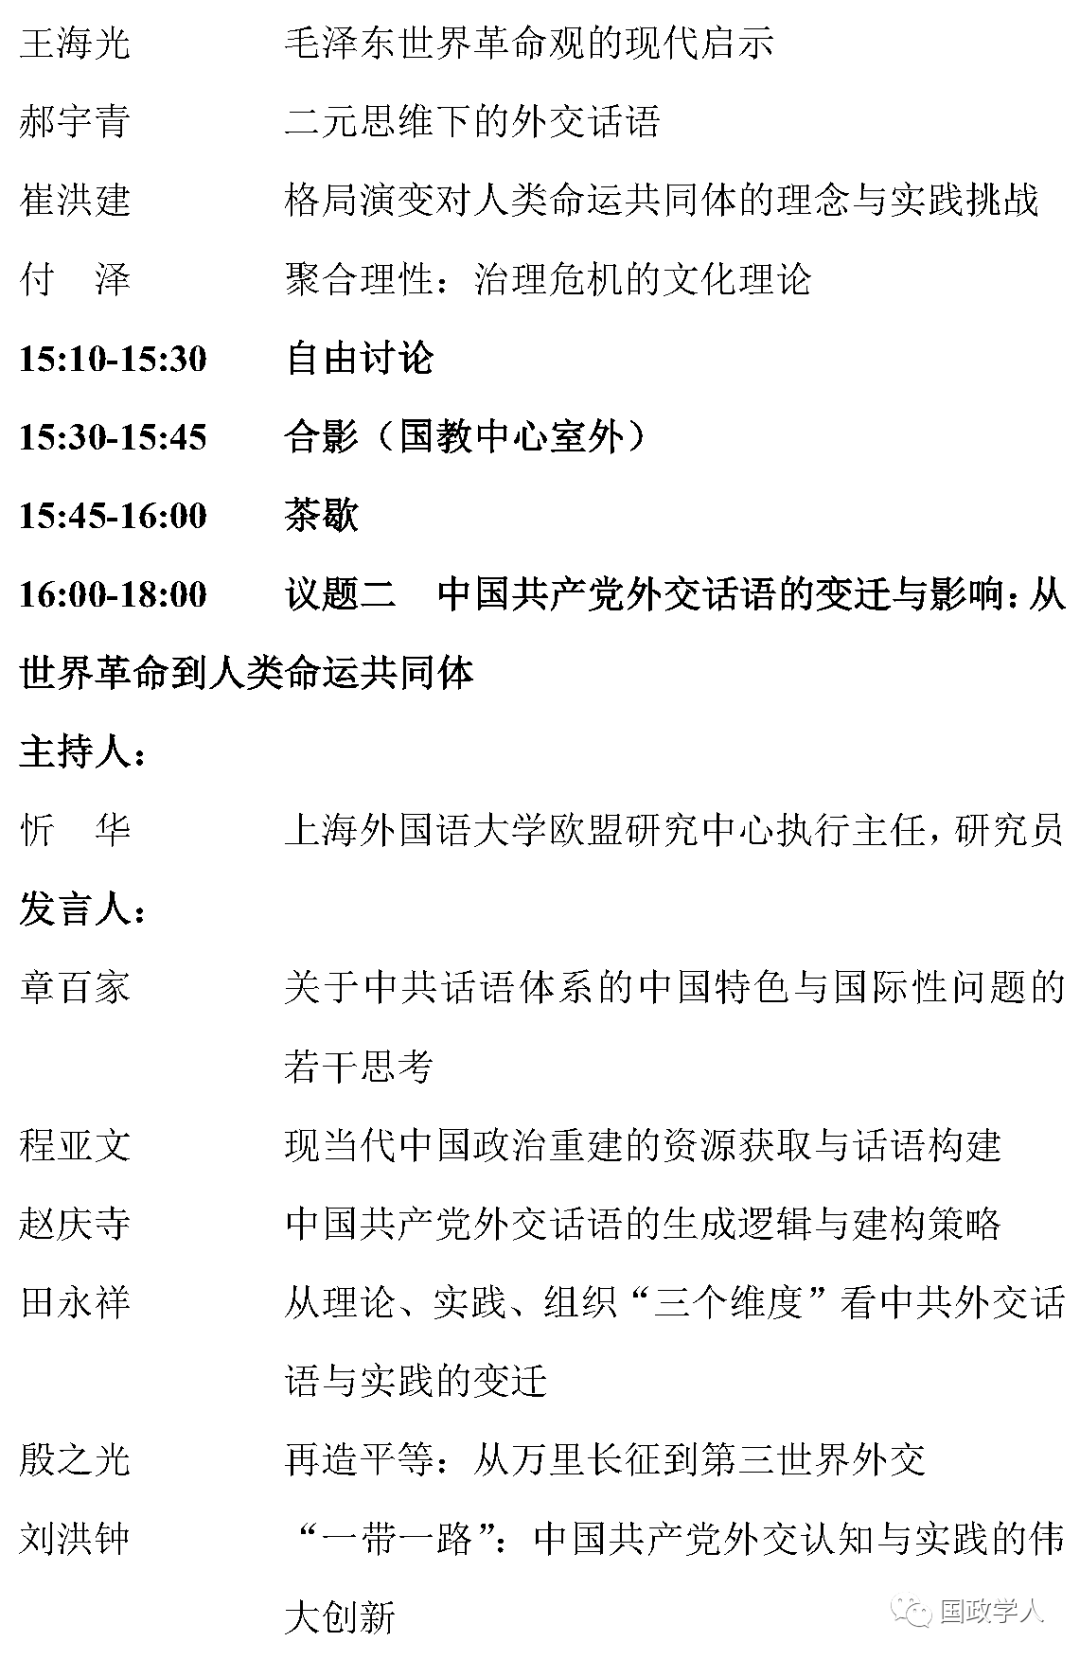 王海光 毛泽东世界革命观的现代启示
郝宇青 二元思维下的外交话语
崔洪建 格局演变对人类命运共同体的理念与实践挑战
付　泽 聚合理性：治理危机的文化理论
15:10-15:30 自由讨论
15:30-15:45 合影（国教中心室外）
15:45-16:00 茶歇
16:00-18:00 议题二　中国共产党外交话语的变迁与影响：从
世界革命到人类命运共同体
主持人：
忻　华 上海外国语大学欧盟研究中心执行主任，研究员
发言人：
章百家 关于中共话语体系的中国特色与国际性问题的
若干思考
程亚文 现当代中国政治重建的资源获取与话语构建
赵庆寺 中国共产党外交话语的生成逻辑与建构策略
田永祥 从理论、实践、组织“三个维度”看中共外交话
语与实践的变迁
殷之光 再造平等：从万里长征到第三世界外交
刘洪钟 “一带一路”：中国共产党外交认知与实践的伟
大创新
国政学人